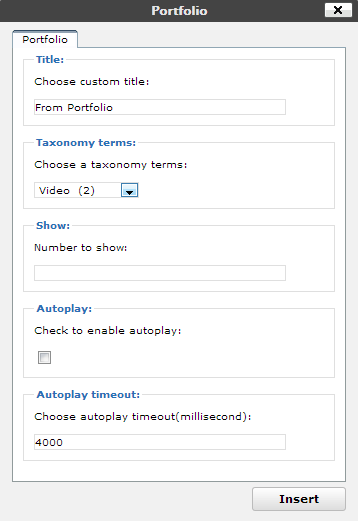 Portfolio
Portfolio
Title:
Choose custom title:
From Portfolio
Taxonomy terms:
Choose a taxonomy terms:
Video (2)
Show:
Number to show:
Autoplay:
Check to enable autoplay:
Autoplay timeout:
Choose autoplay timeout(millisecond):
4000
Insert